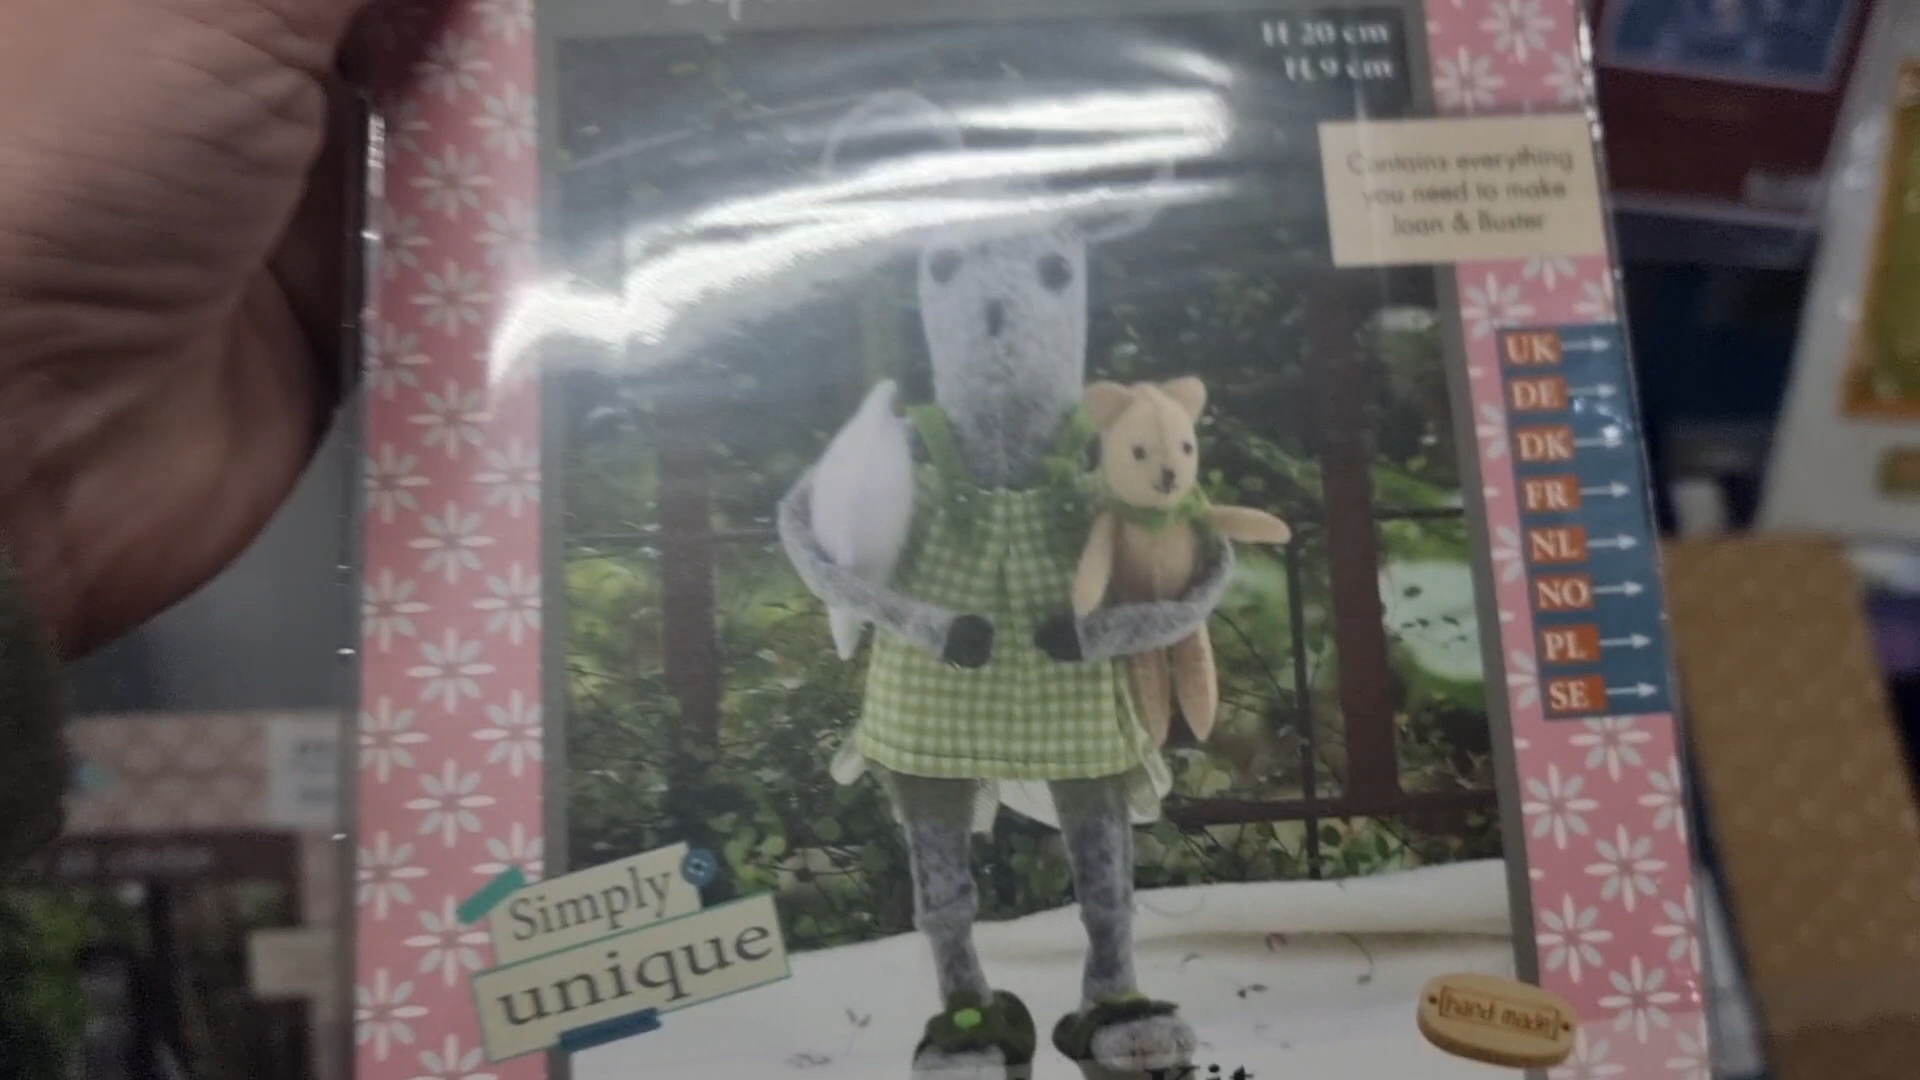 H 20 cm
H 9 cm
Contains everything
you need to make
Joan & Buster
UK
DE
DK
FR
NL
NO
PL
SE
Simply
unique
[hand made]
Kit